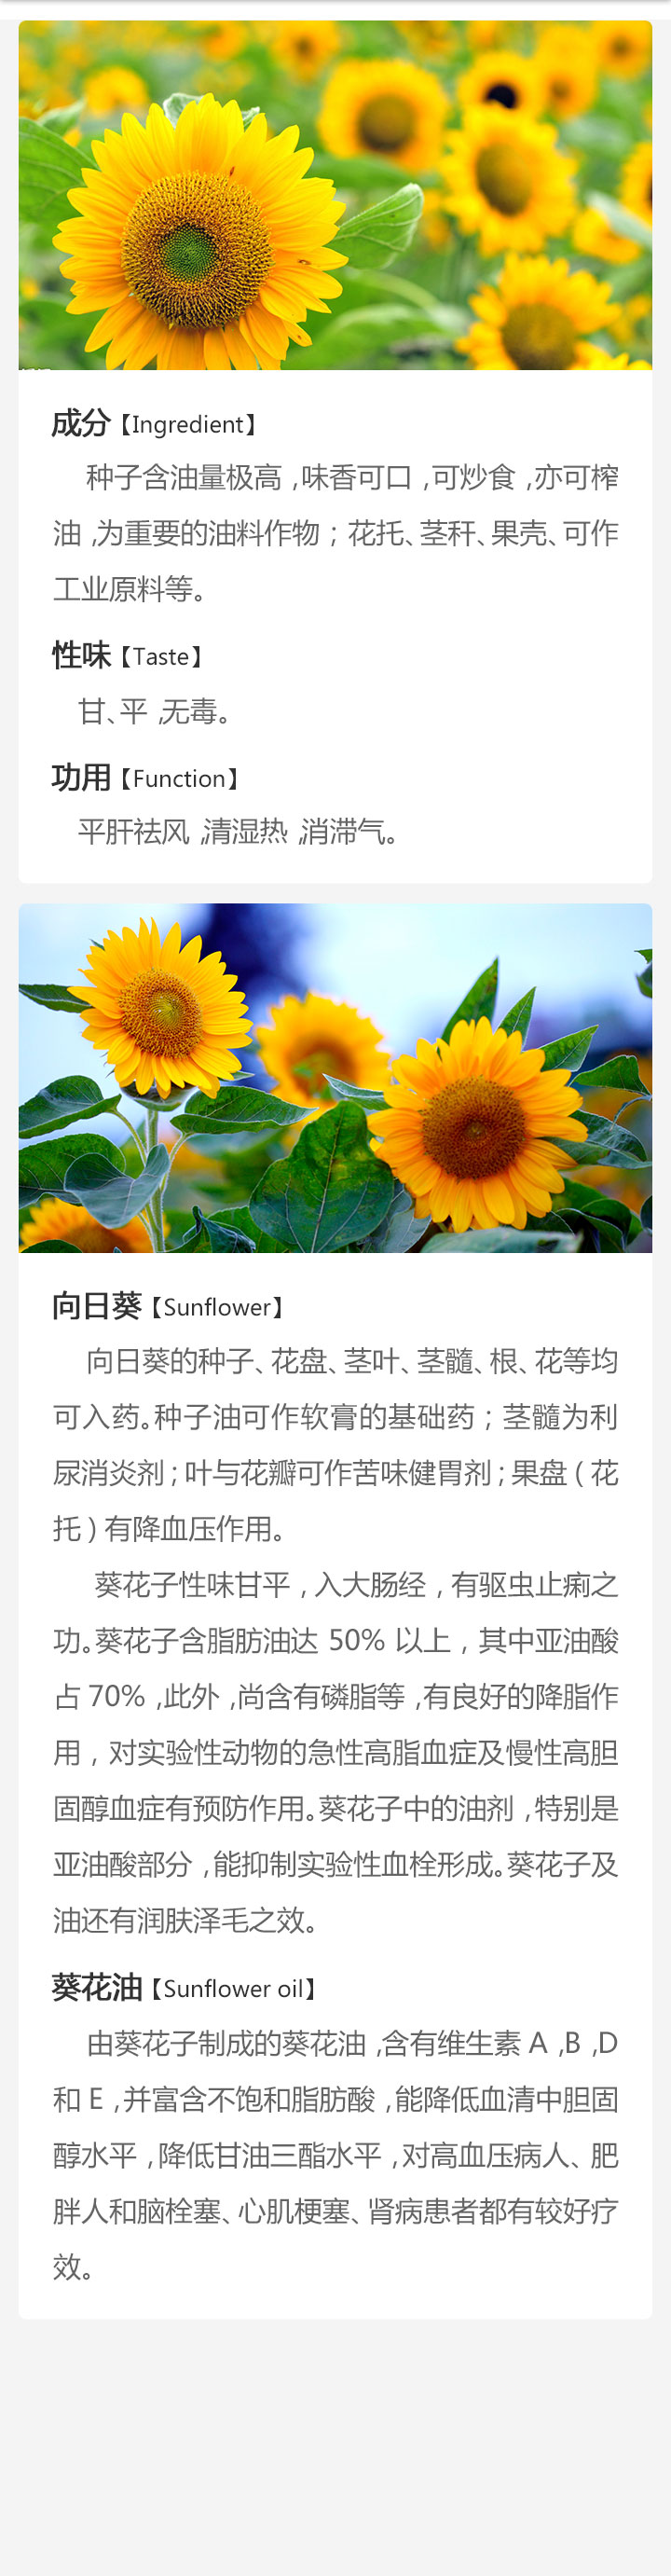 成分【Ingredient】
种子含油量极高,味香可口,可炒食,亦可榨
油,为重要的油料作物;花托、茎秆、果壳、可作
工业原料等。
性味【Taste】
甘、平,无毒。
功用【Function】
平肝祛风,清湿热,消滞气。
向日葵【Sunflower】
向日葵的种子、花盘、茎叶、茎髓、根、花等均
可入药。种子油可作软膏的基础药;茎髓为利
尿消炎剂;叶与花瓣可作苦味健胃剂;果盘(花
托)有降血压作用。
葵花子性味甘平,入大肠经,有驱虫止痢之
功。葵花子含脂肪油达 50% 以上,其中亚油酸
占 70%,此外,尚含有磷脂等,有良好的降脂作
用,对实验性动物的急性高脂血症及慢性高胆
固醇血症有预防作用。葵花子中的油剂,特别是
亚油酸部分,能抑制实验性血栓形成。葵花子及
油还有润肤泽毛之效。
葵花油【Sunflower oil】
由葵花子制成的葵花油,含有维生素 A,B,D
和 E,并富含不饱和脂肪酸,能降低血清中胆固
醇水平,降低甘油三酯水平,对高血压病人、肥
胖人和脑栓塞、心肌梗塞、肾病患者都有较好疗
效。